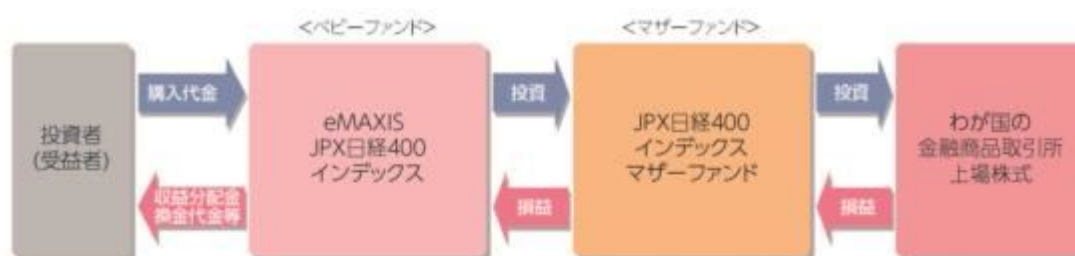 <ベビーファンド>
<マザーファンド>
投資者
(受益者)
購入代金
収益分配金
換金代金等
eMAXIS
JPX日経400
インデックス
投資
損益
JPX日経400
インデックス
マザーファンド
投資
損益
わが国の
金融商品取引所
上場株式